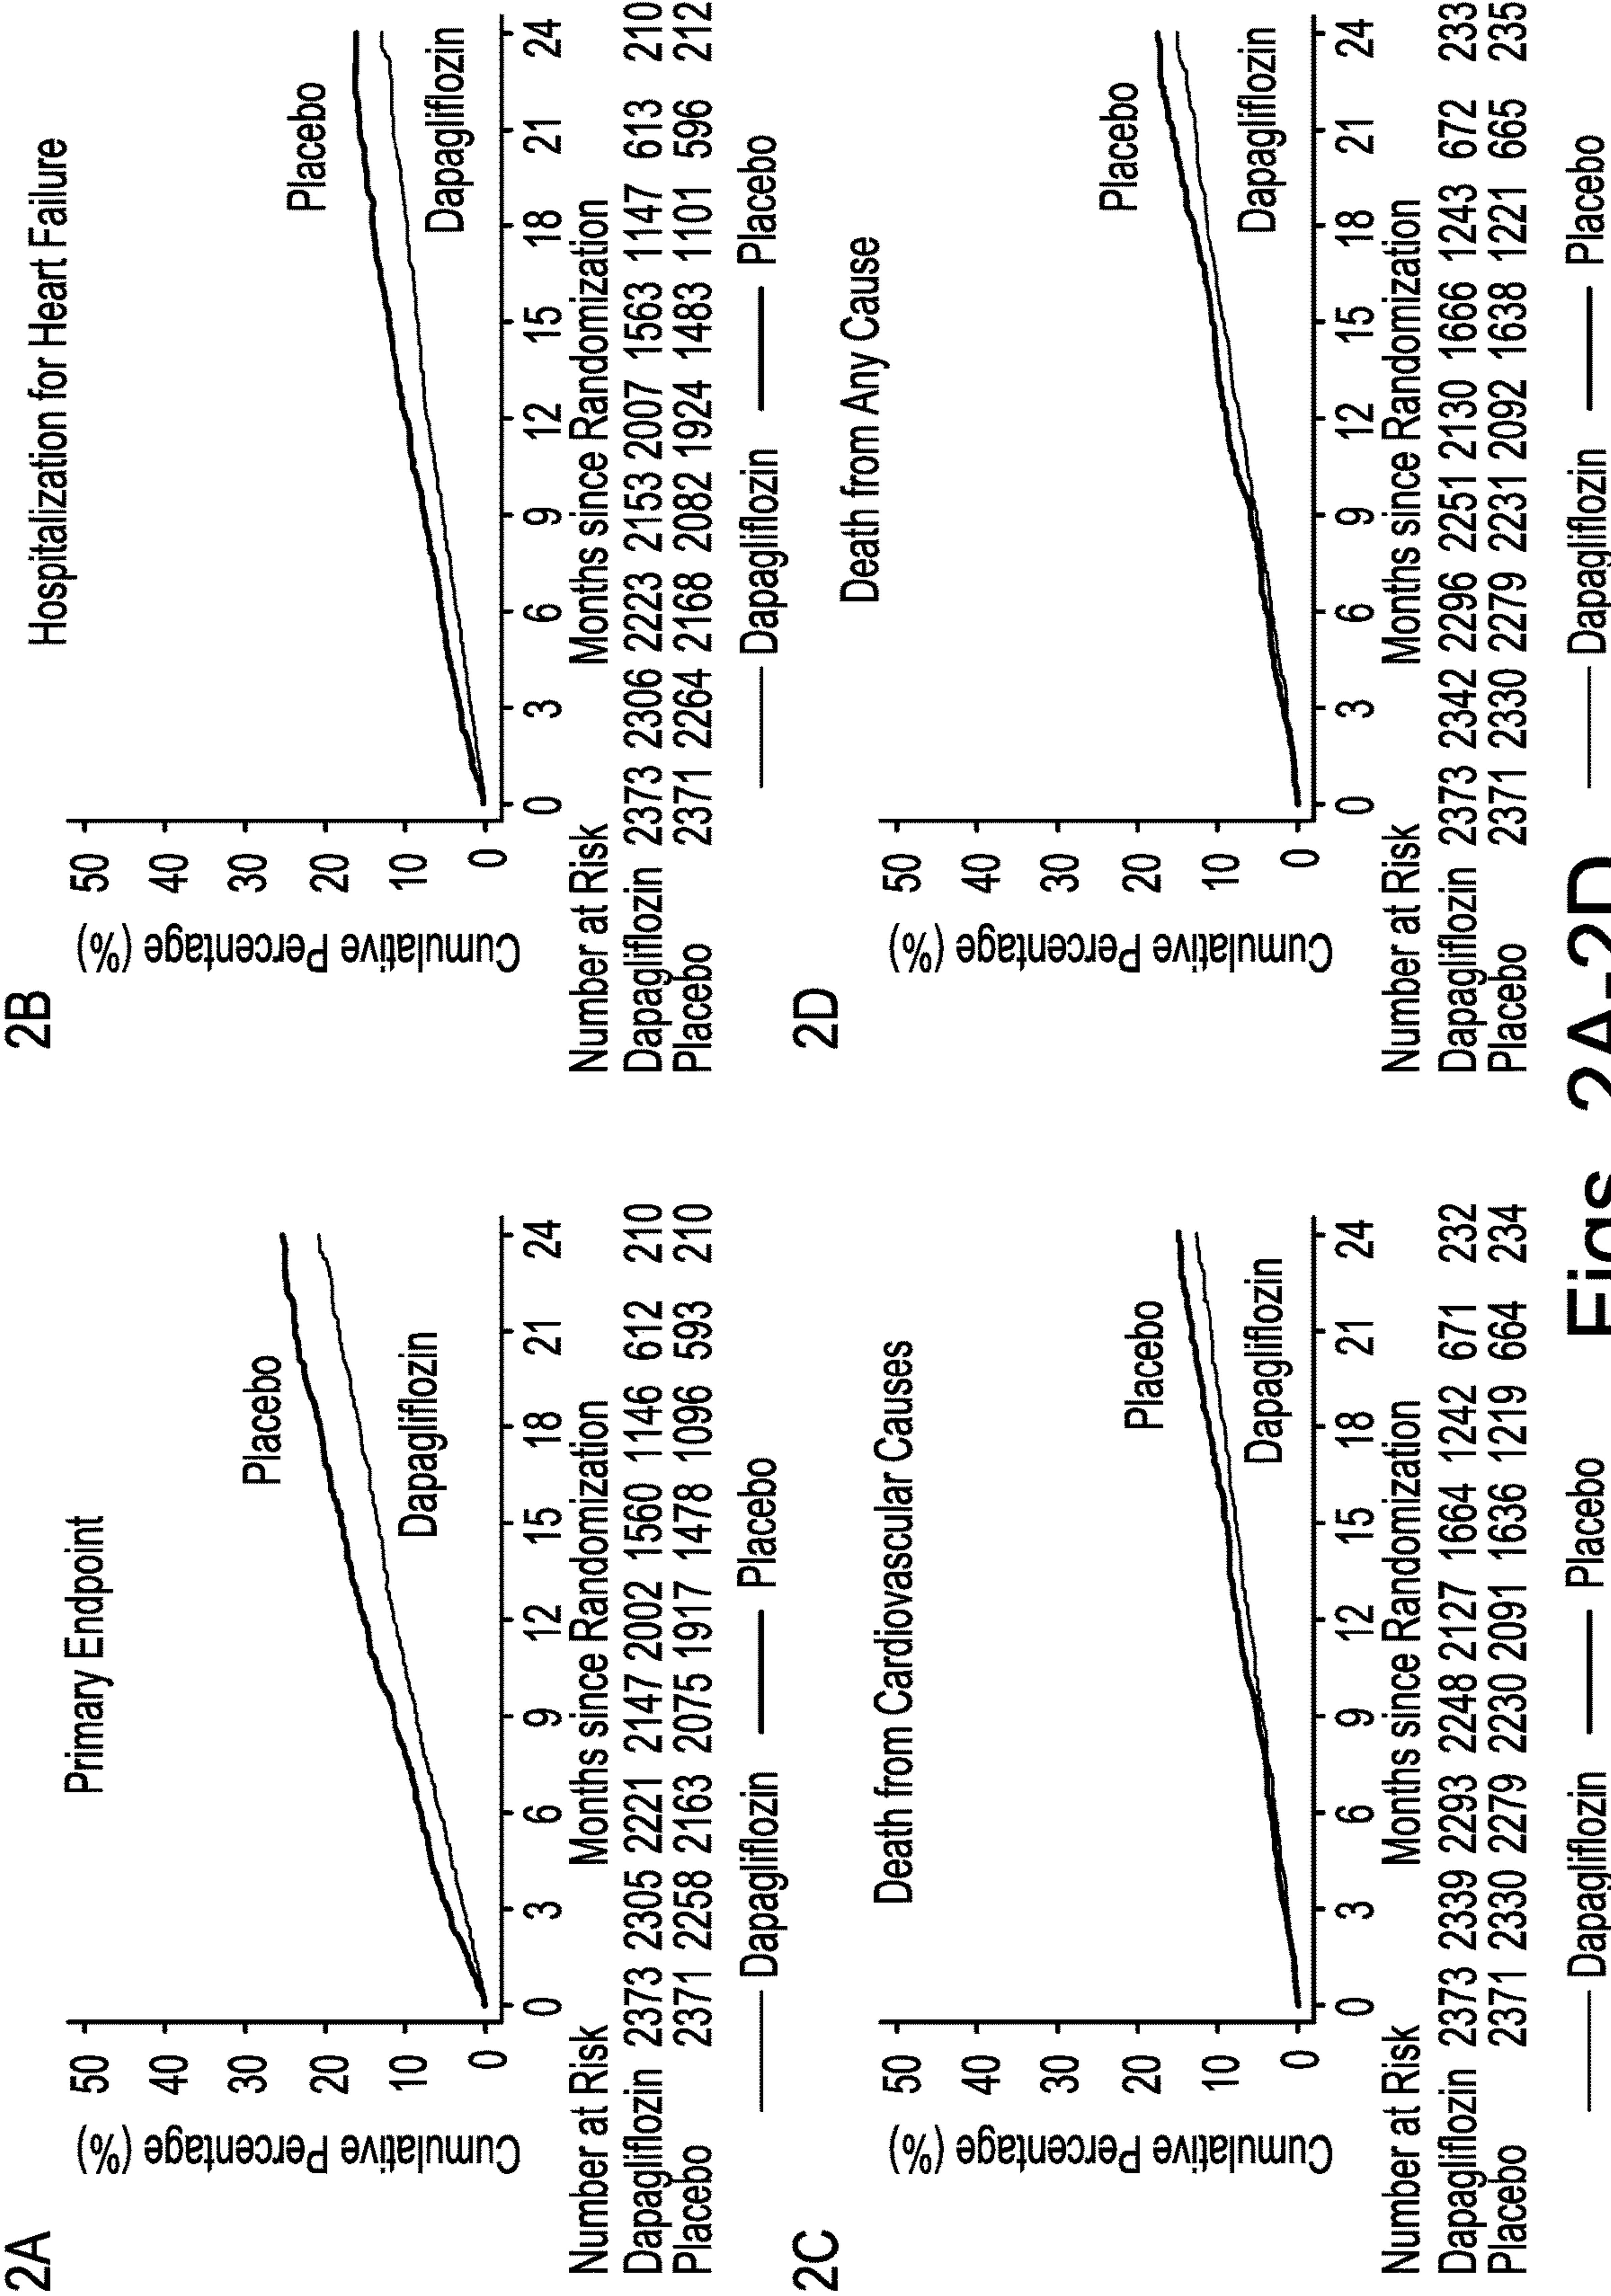 2A
Primary Endpoint
Cumulative Percentage (%)
50
40
30
20
10
0
Placebo
Dapagliflozin
0 3 6 9 12 15 18 21 24
Months since Randomization
Number at Risk
Dapagliflozin 2373 2305 2221 2147 2002 1560 1146 612 210
Placebo 2371 2258 2163 2075 1917 1478 1096 593 210
Dapagliflozin Placebo
2B
Hospitalization for Heart Failure
Cumulative Percentage (%)
50
40
30
20
10
0
Placebo
Dapagliflozin
0 3 6 9 12 15 18 21 24
Months since Randomization
Number at Risk
Dapagliflozin 2373 2306 2223 2153 2007 1563 1147 613 210
Placebo 2371 2264 2168 2082 1924 1483 1101 596 212
Dapagliflozin Placebo
2C
Death from Cardiovascular Causes
Cumulative Percentage (%)
50
40
30
20
10
0
Placebo
Dapagliflozin
0 3 6 9 12 15 18 21 24
Months since Randomization
Number at Risk
Dapagliflozin 2373 2339 2293 2248 2127 1664 1242 671 232
Placebo 2371 2330 2279 2230 2091 1636 1219 664 234
Dapagliflozin Placebo
2D
Death from Any Cause
Cumulative Percentage (%)
50
40
30
20
10
0
Placebo
Dapagliflozin
0 3 6 9 12 15 18 21 24
Months since Randomization
Number at Risk
Dapagliflozin 2373 2342 2296 2251 2130 1666 1243 672 233
Placebo 2371 2330 2279 2231 2092 1638 1221 665 235
Dapagliflozin Placebo
Figs. 2A-2D